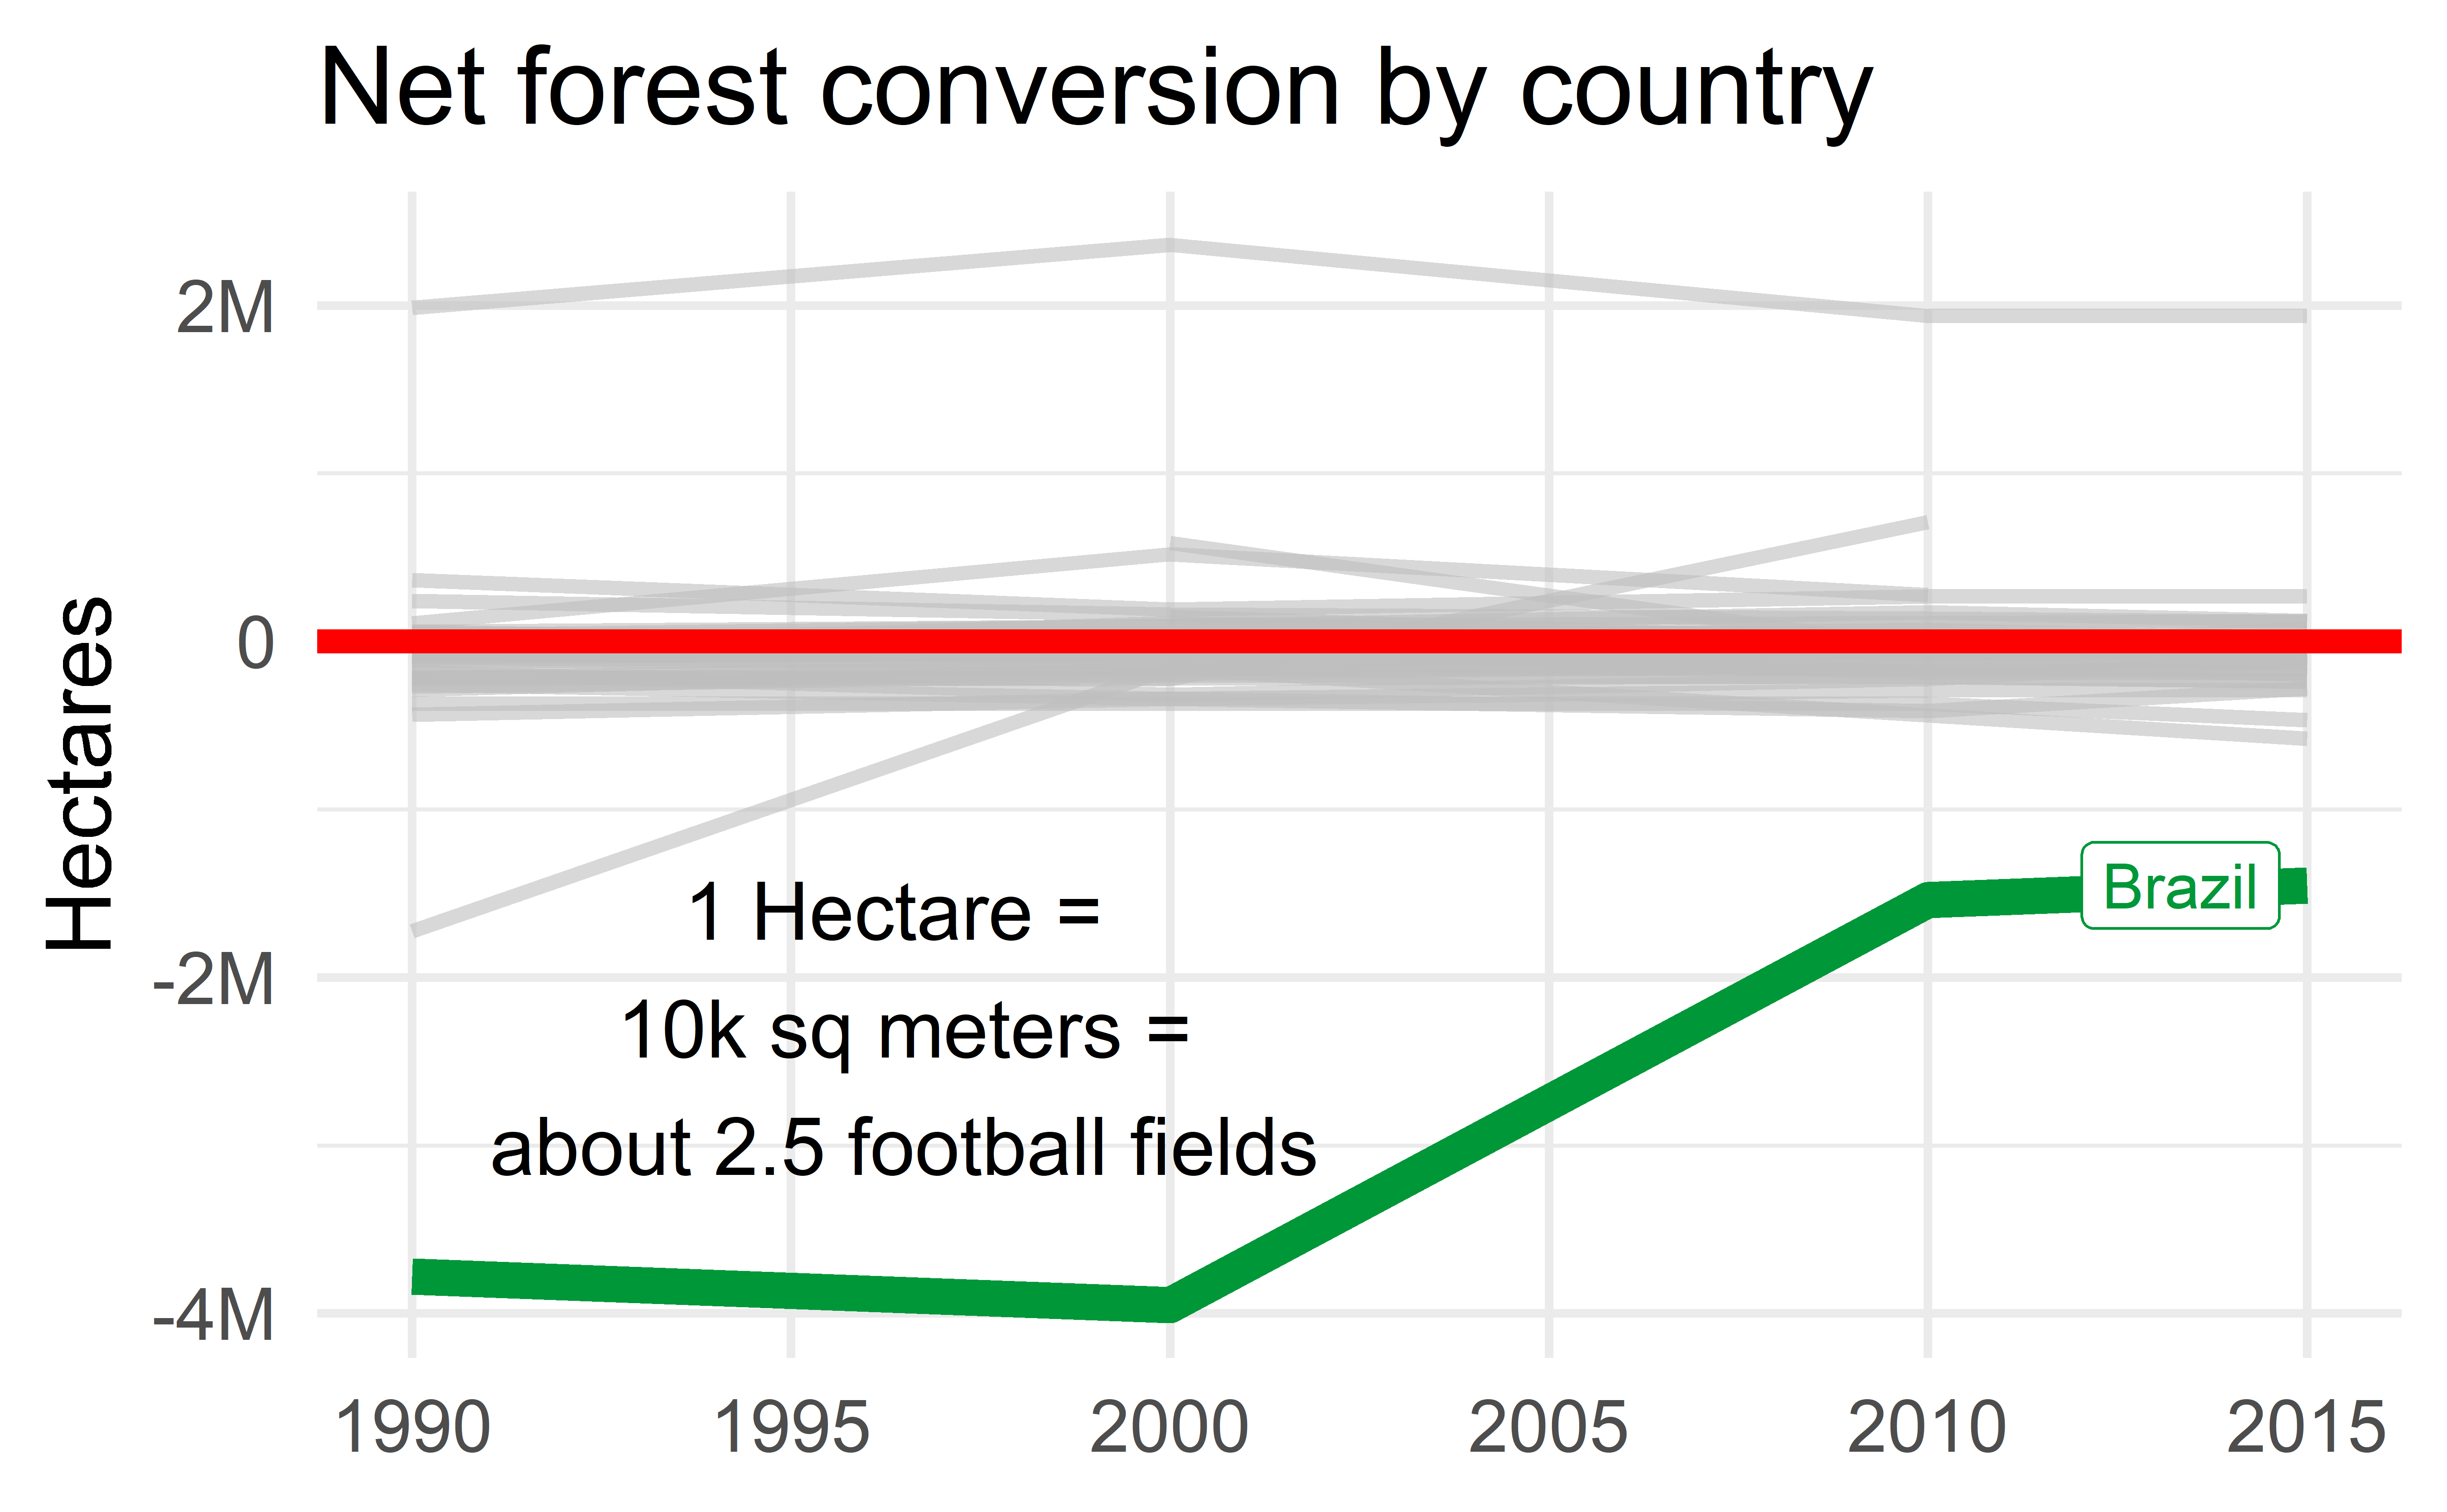 Net forest conversion by country
Hectares
2M
0
-2M
-4M
Brazil
1 Hectare =
10k sq meters =
about 2.5 football fields
1990 1995 2000 2005 2010 2015